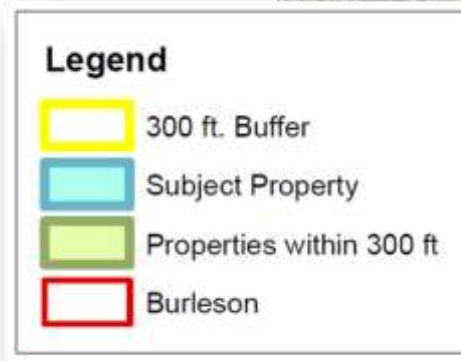 Legend
300 ft. Buffer
Subject Property
Properties within 300 ft
Burleson